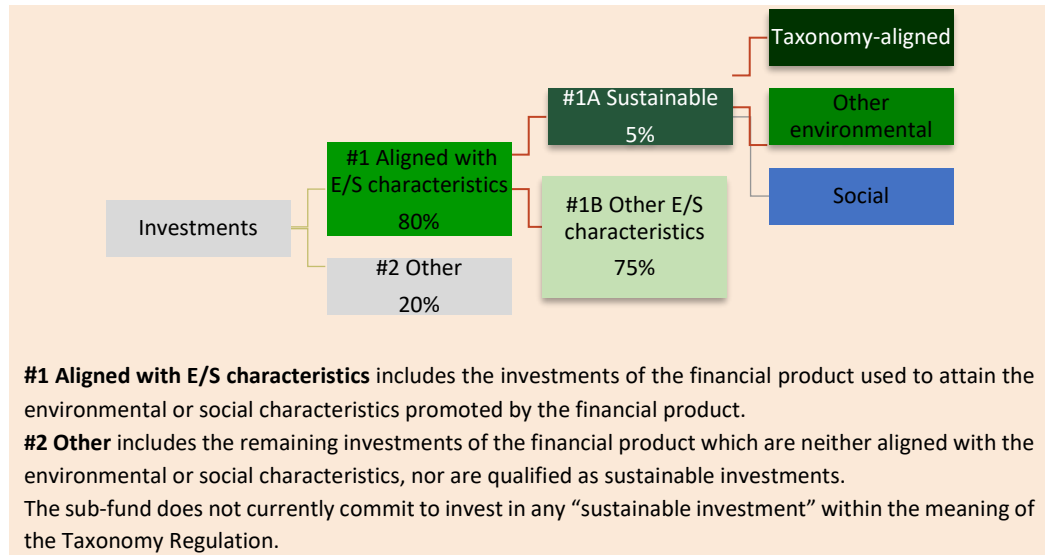 Taxonomy-aligned
#1A Sustainable
5%
Other
environmental
#1 Aligned with
E/S characteristics
80%
#1B Other E/S
characteristics
75%
Social
Investments
#2 Other
20%
#1 Aligned with E/S characteristics includes the investments of the financial product used to attain the
environmental or social characteristics promoted by the financial product.
#2 Other includes the remaining investments of the financial product which are neither aligned with the
environmental or social characteristics, nor are qualified as sustainable investments.
The sub-fund does not currently commit to invest in any “sustainable investment” within the meaning of
the Taxonomy Regulation.